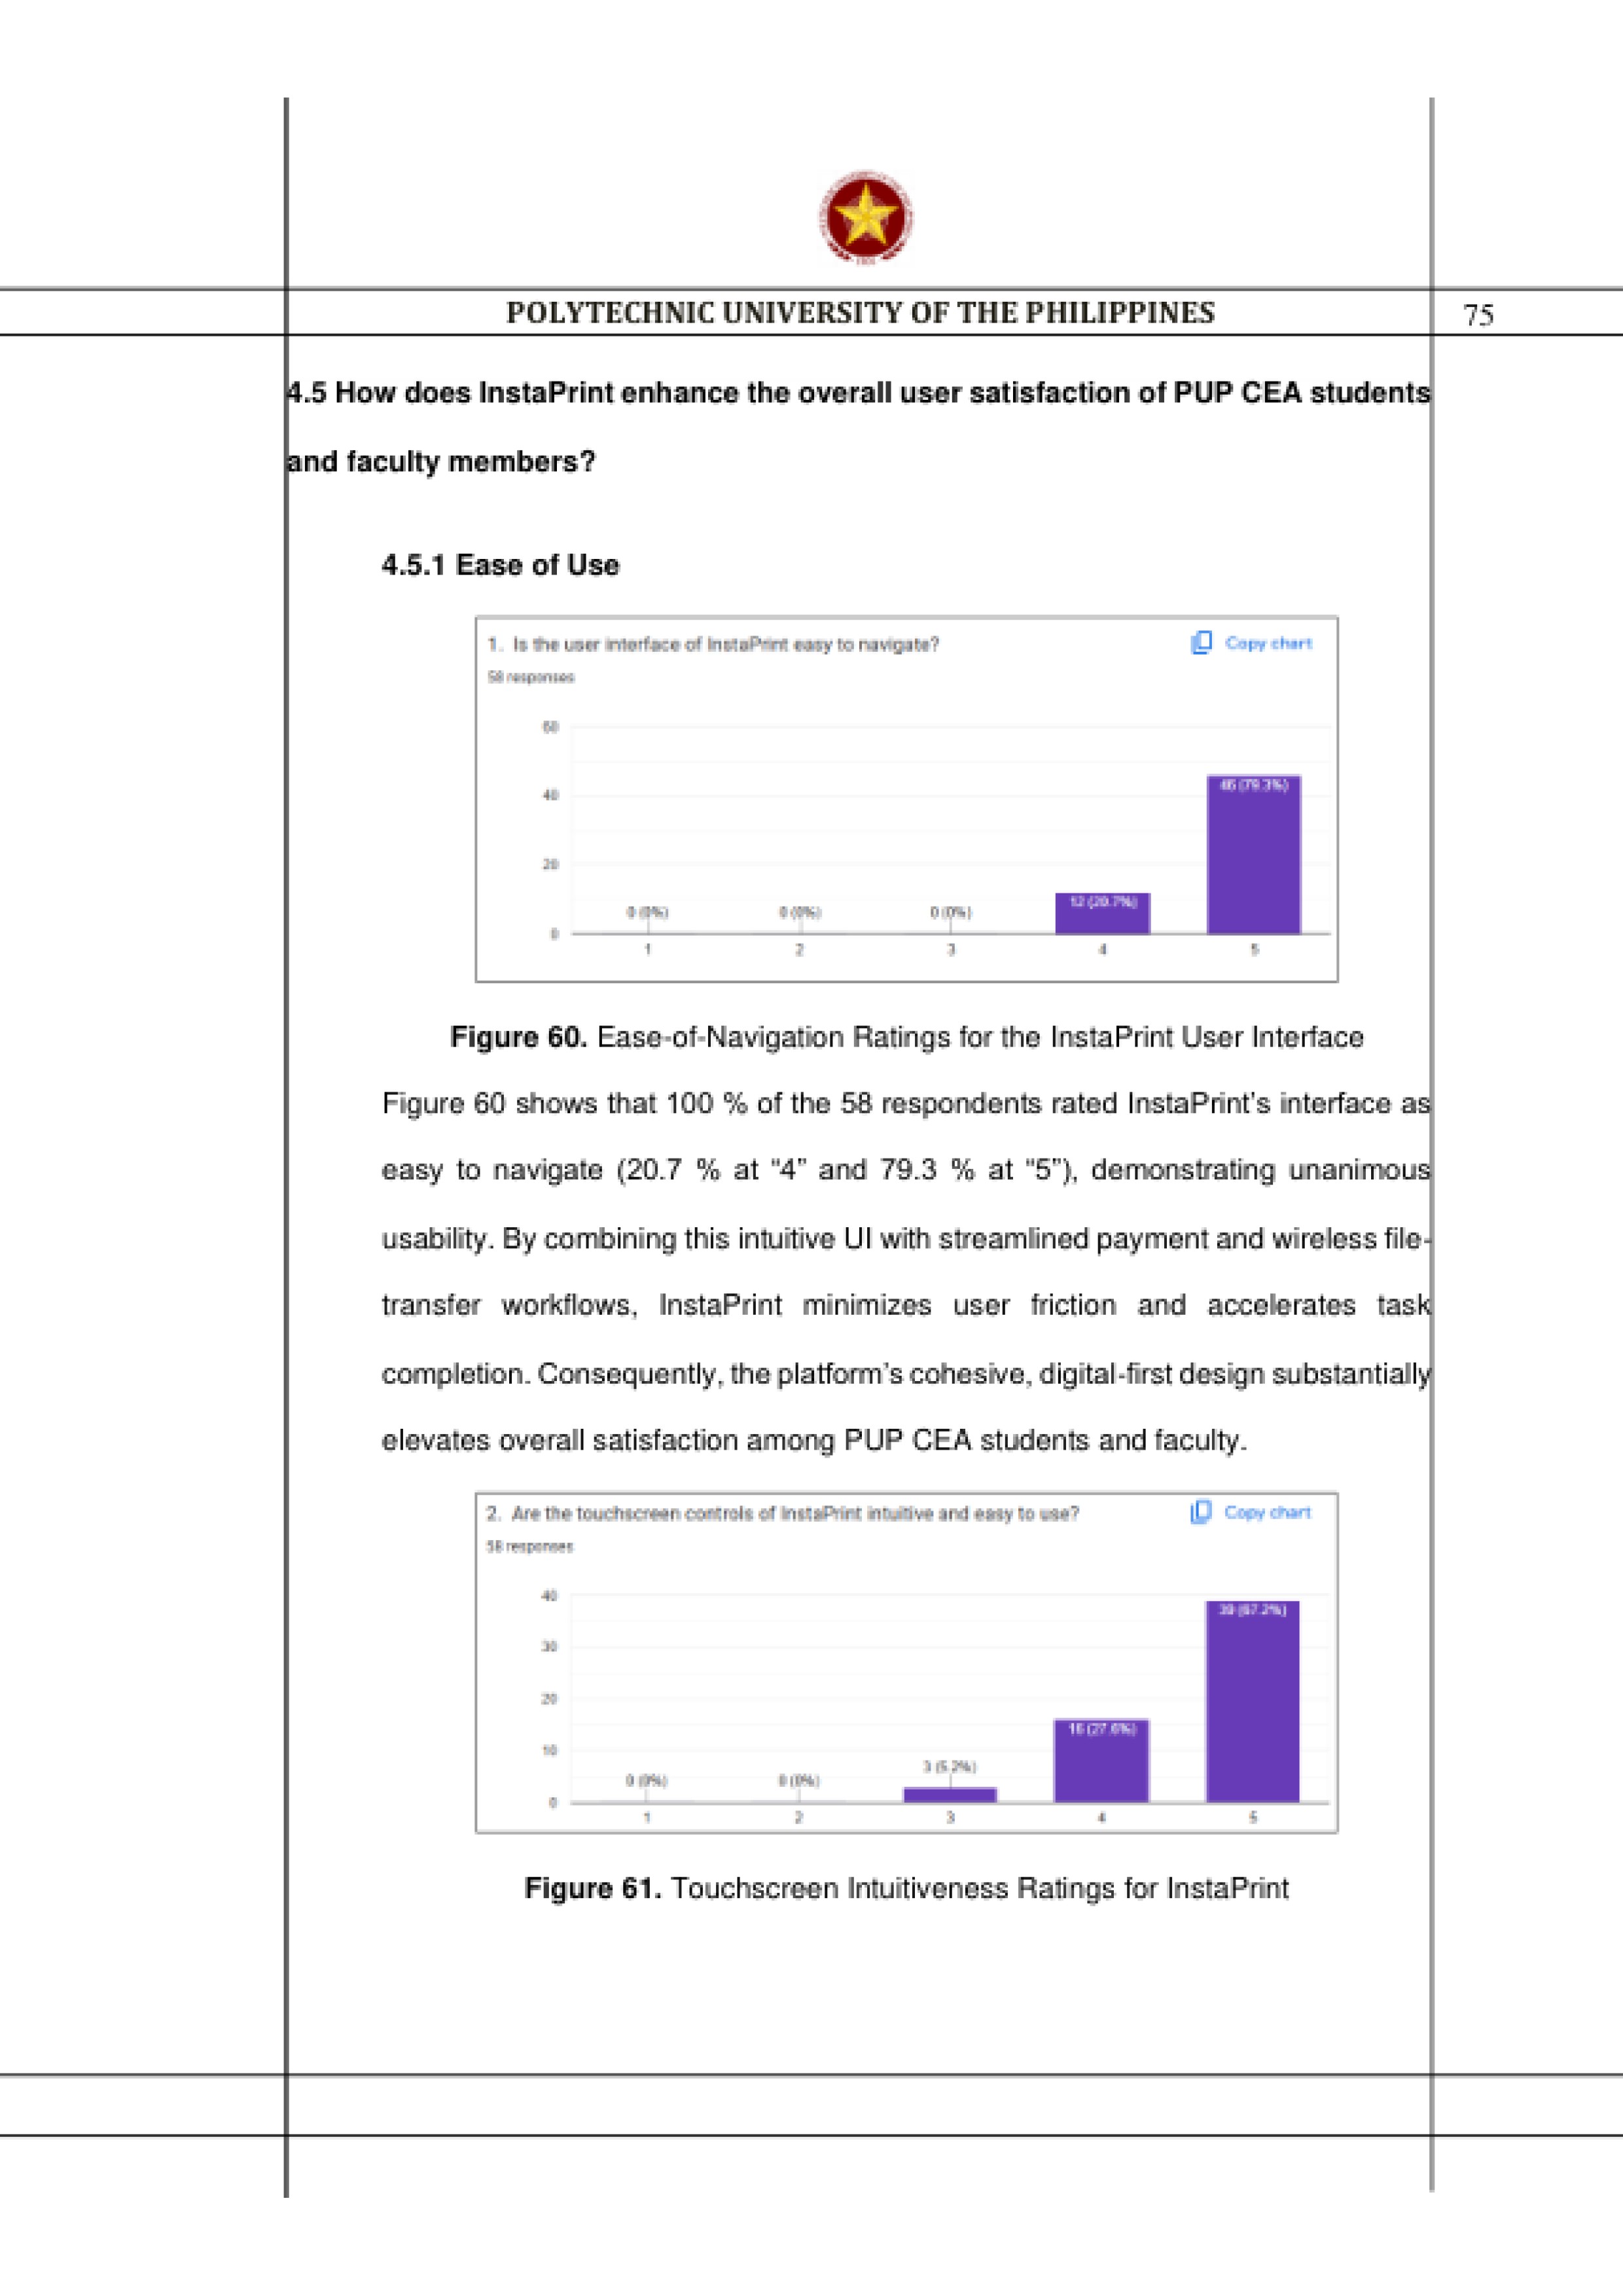 POLYTECHNIC UNIVERSITY OF THE PHILIPPINES
75
4.5 How does InstaPrint enhance the overall user satisfaction of PUP CEA students
and faculty members?
4.5.1 Ease of Use
1. Is the user interface of InstaPrint easy to navigate?
Copy chart
58 responses
60
40
20
0
0 (0%)
0 (0%)
0 (0%)
12 (20.7%)
46 (79.3%)
1 2 3 4 5
Figure 60. Ease-of-Navigation Ratings for the InstaPrint User Interface
Figure 60 shows that 100 % of the 58 respondents rated InstaPrint’s interface as
easy to navigate (20.7 % at “4” and 79.3 % at “5”), demonstrating unanimous
usability. By combining this intuitive UI with streamlined payment and wireless file-
transfer workflows, InstaPrint minimizes user friction and accelerates task
completion. Consequently, the platform’s cohesive, digital-first design substantially
elevates overall satisfaction among PUP CEA students and faculty.
2. Are the touchscreen controls of InstaPrint intuitive and easy to use?
Copy chart
58 responses
40
30
20
10
0
0 (0%)
0 (0%)
3 (5.2%)
16 (27.6%)
39 (67.2%)
1 2 3 4 5
Figure 61. Touchscreen Intuitiveness Ratings for InstaPrint